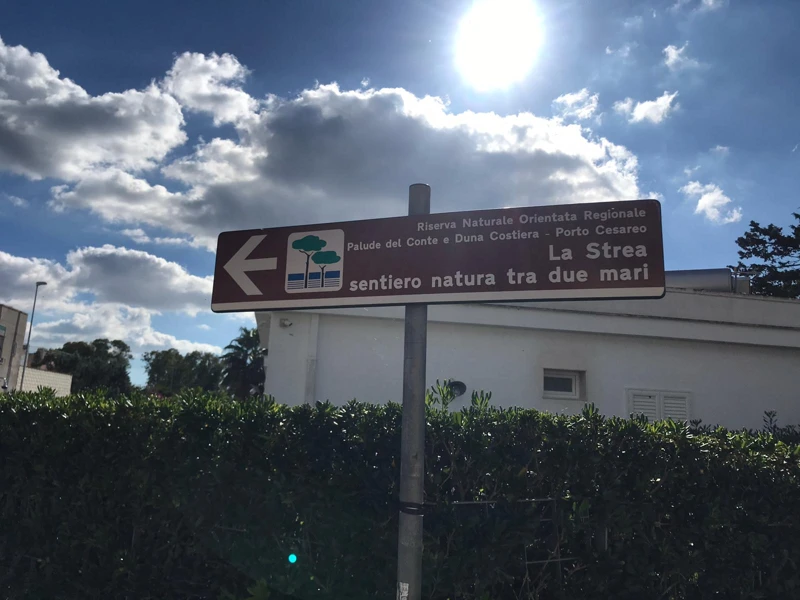 Riserva Naturale Orientata Regionale
Palude del Conte e Duna Costiera - Porto Cesareo
La Strea
sentiero natura tra due mari